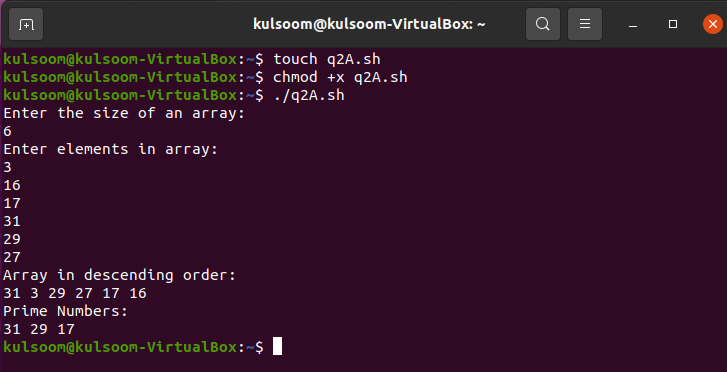 kulsoom@kulsoom-VirtualBox: ~
kulsoom@kulsoom-VirtualBox:~$ touch q2A.sh
kulsoom@kulsoom-VirtualBox:~$ chmod +x q2A.sh
kulsoom@kulsoom-VirtualBox:~$ ./q2A.sh
Enter the size of an array:
6
Enter elements in array:
3
16
17
31
29
27
Array in descending order:
31 3 29 27 17 16
Prime Numbers:
31 29 17
kulsoom@kulsoom-VirtualBox:~$